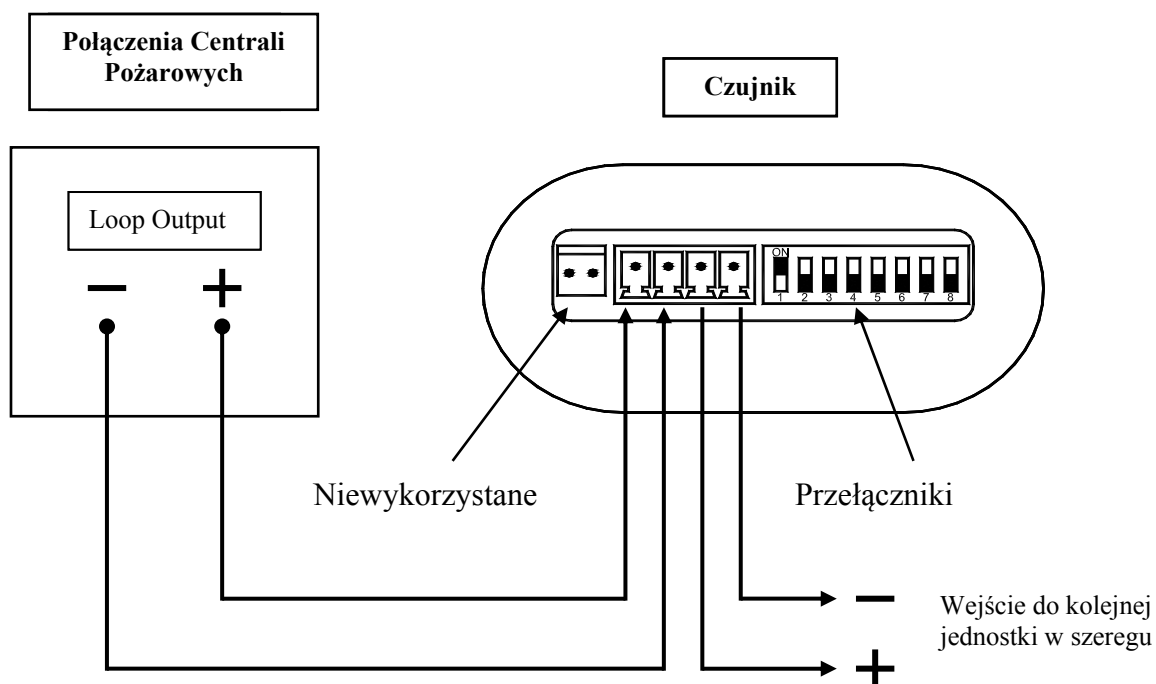 Połączenia Centrali
Pożarowych
Czujnik
Loop Output
− +
ON
1 2 3 4 5 6 7 8
Niewykorzystane
Przełączniki
−
+
Wejście do kolejnej
jednostki w szeregu